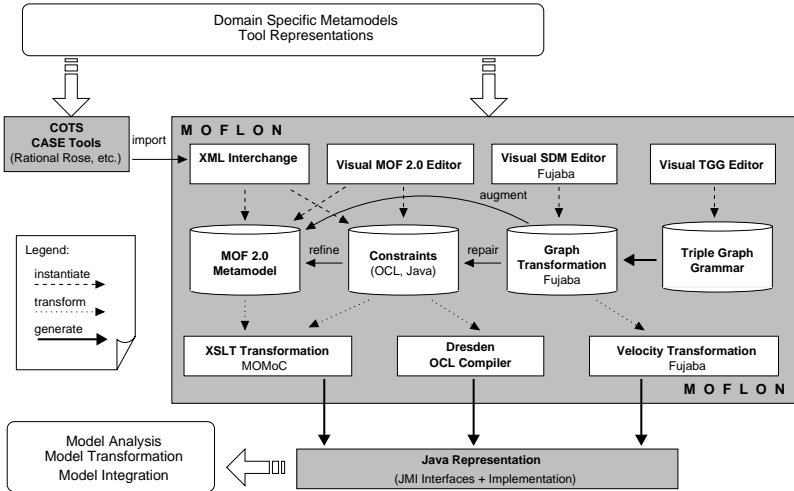 Domain Specific Metamodels
Tool Representations
COTS
CASE Tools
(Rational Rose, etc.)
import
M O F L O N
XML Interchange
Visual MOF 2.0 Editor
Visual SDM Editor
Fujaba
Visual TGG Editor
augment
MOF 2.0
Metamodel
refine
Constraints
(OCL, Java)
repair
Graph
Transformation
Fujaba
Triple Graph
Grammar
Legend:
instantiate
transform
generate
XSLT Transformation
MOMoC
Dresden
OCL Compiler
Velocity Transformation
Fujaba
M O F L O N
Model Analysis
Model Transformation
Model Integration
Java Representation
(JMI Interfaces + Implementation)